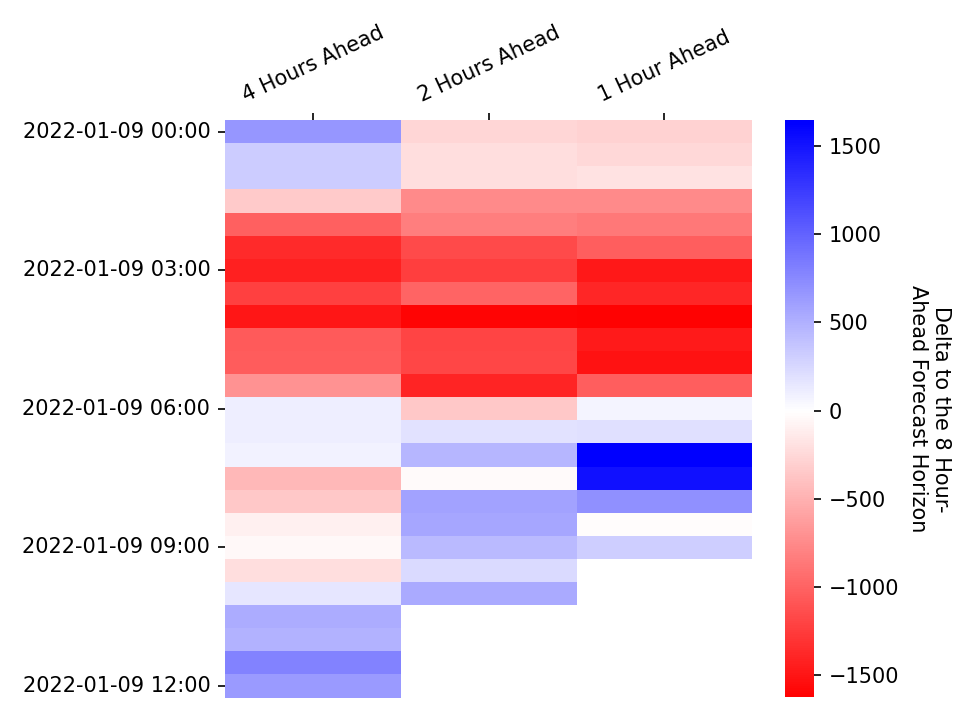 4 Hours Ahead
2 Hours Ahead
1 Hour Ahead
2022-01-09 00:00
2022-01-09 03:00
2022-01-09 06:00
2022-01-09 09:00
2022-01-09 12:00
1500
1000
500
0
−500
−1000
−1500
Delta to the 8 Hour-
Ahead Forecast Horizon